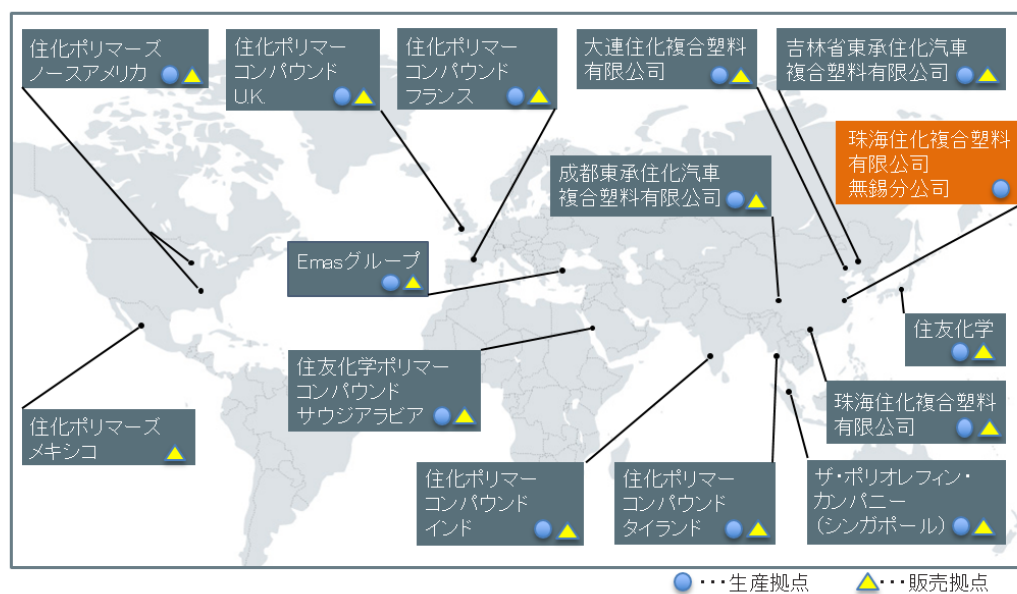 住化ポリマーズ
ノースアメリカ
住化ポリマー
コンパウンド
U.K.
住化ポリマー
コンパウンド
フランス
大連住化複合塑料
有限公司
吉林省東承住化汽車
複合塑料有限公司
珠海住化複合塑料
有限公司
無錫分公司
成都東承住化汽車
複合塑料有限公司
Emasグループ
住友化学
住友化学ポリマー
コンパウンド
サウジアラビア
珠海住化複合塑料
有限公司
住化ポリマーズ
メキシコ
住化ポリマー
コンパウンド
インド
住化ポリマー
コンパウンド
タイランド
ザ・ポリオレフィン・
カンパニー
(シンガポール)
・・・生産拠点
・・・販売拠点